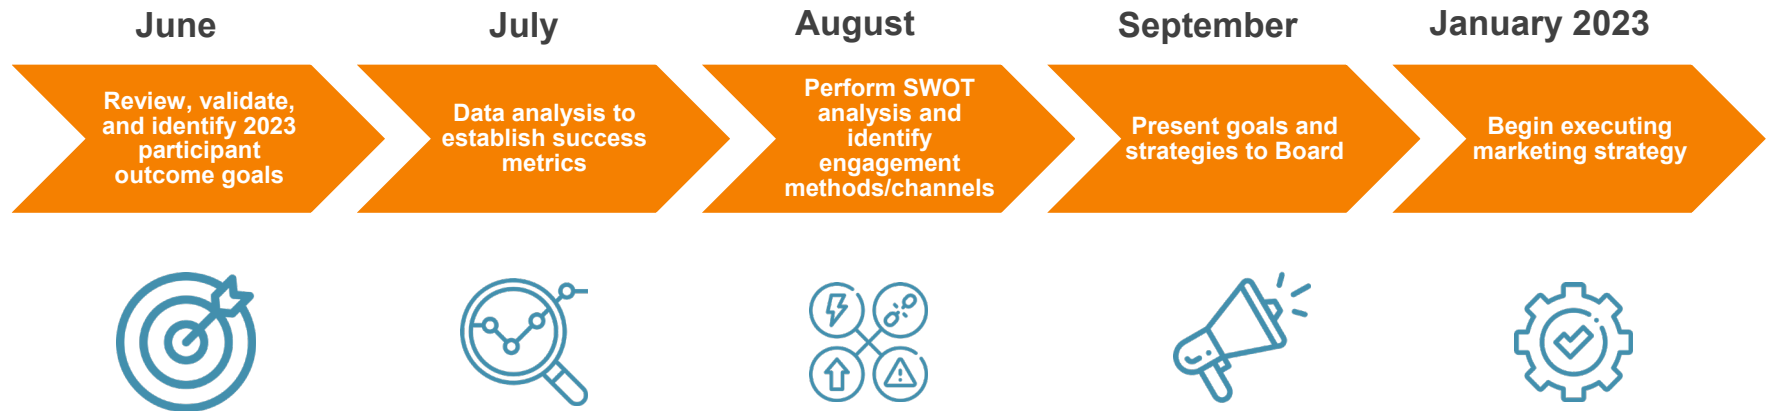 June
July
August
September
January 2023
Review, validate,
and identify 2023
participant
outcome goals
Data analysis to
establish success
metrics
Perform SWOT
analysis and
identify
engagement
methods/channels
Present goals and
strategies to Board
Begin executing
marketing strategy